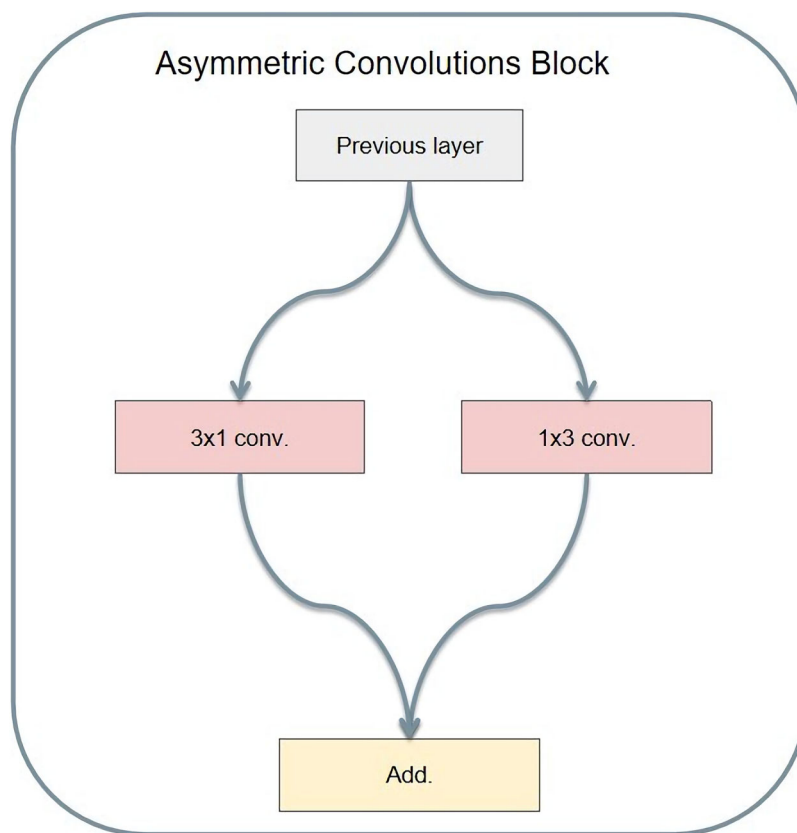 Asymmetric Convolutions Block
Previous layer
3x1 conv.
1x3 conv.
Add.